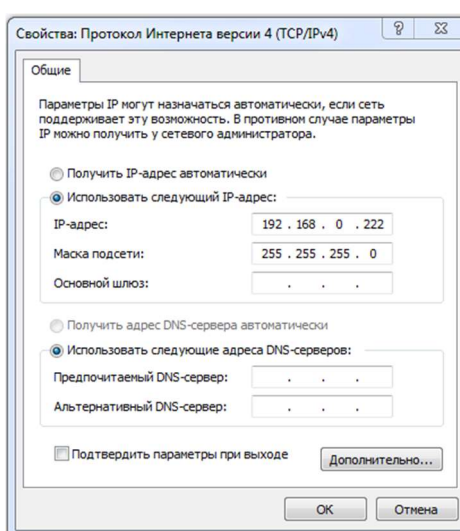 Свойства: Протокол Интернета версии 4 (TCP/IPv4)
Общие
Параметры IP могут назначаться автоматически, если сеть
поддерживает эту возможность. В противном случае параметры
IP можно получить у сетевого администратора.
Получить IP-адрес автоматически
Использовать следующий IP-адрес:
IP-адрес: 192 . 168 . 0 . 222
Маска подсети: 255 . 255 . 255 . 0
Основной шлюз: . . .
Получить адрес DNS-сервера автоматически
Использовать следующие адреса DNS-серверов:
Предпочитаемый DNS-сервер: . . .
Альтернативный DNS-сервер: . . .
Подтвердить параметры при выходе Дополнительно...
ОК Отмена